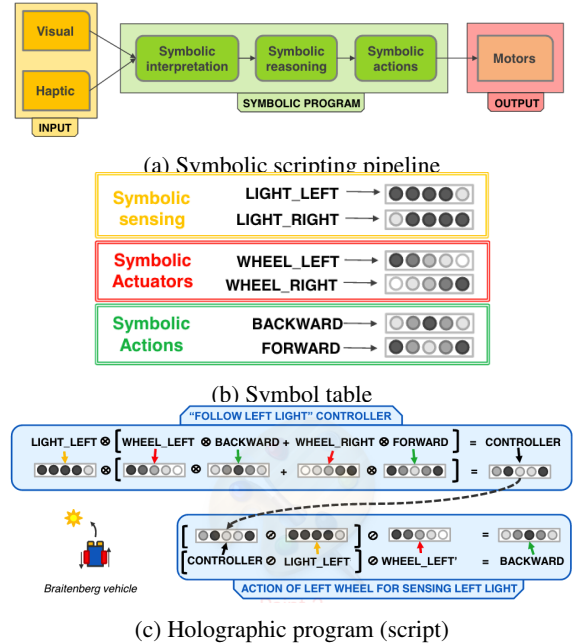 Visual
Haptic
INPUT
Symbolic interpretation
Symbolic reasoning
Symbolic actions
SYMBOLIC PROGRAM
Motors
OUTPUT
(a) Symbolic scripting pipeline
Symbolic sensing
LIGHT_LEFT
LIGHT_RIGHT
Symbolic Actuators
WHEEL_LEFT
WHEEL_RIGHT
Symbolic Actions
BACKWARD
FORWARD
(b) Symbol table
"FOLLOW LEFT LIGHT" CONTROLLER
LIGHT_LEFT ⊗ [ WHEEL_LEFT ⊗ BACKWARD + WHEEL_RIGHT ⊗ FORWARD ] = CONTROLLER
⊗ [ ⊗ + ⊗ ] =
Braitenberg vehicle
[ ⊘ ] ⊘ =
[ CONTROLLER ⊘ LIGHT_LEFT ] ⊘ WHEEL_LEFT' = BACKWARD
ACTION OF LEFT WHEEL FOR SENSING LEFT LIGHT
(c) Holographic program (script)